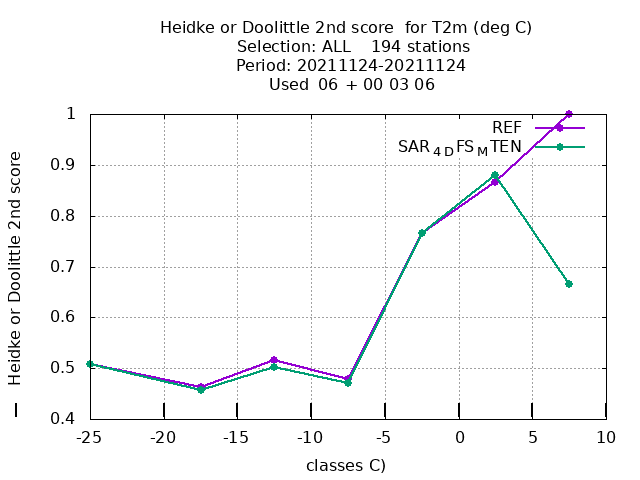 Heidke or Doolittle 2nd score  for T2m (deg C)
Selection: ALL    194 stations
Period: 20211124-20211124
Used  06 + 00 03 06
Heidke or Doolittle 2nd score
REF
SAR4DFSMTEN
1
0.9
0.8
0.7
0.6
0.5
0.4
-25 -20 -15 -10 -5 0 5 10
classes C)